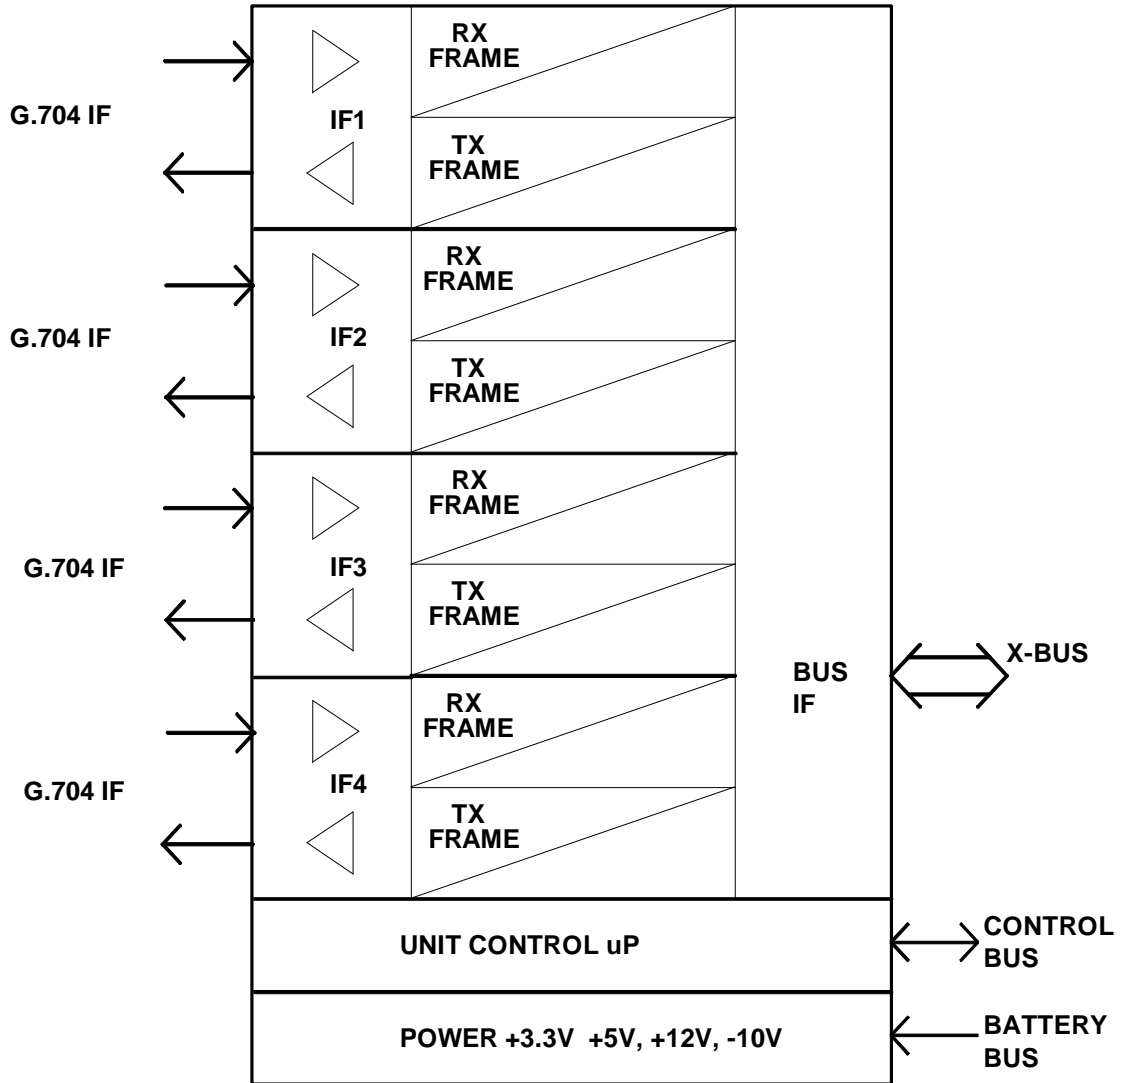 RX
FRAME
G.704 IF
IF1
TX
FRAME
RX
FRAME
G.704 IF
IF2
TX
FRAME
RX
FRAME
G.704 IF
IF3
TX
FRAME
X-BUS
BUS
IF
RX
FRAME
G.704 IF
IF4
TX
FRAME
UNIT CONTROL uP
CONTROL
BUS
POWER +3.3V +5V, +12V, -10V
BATTERY
BUS